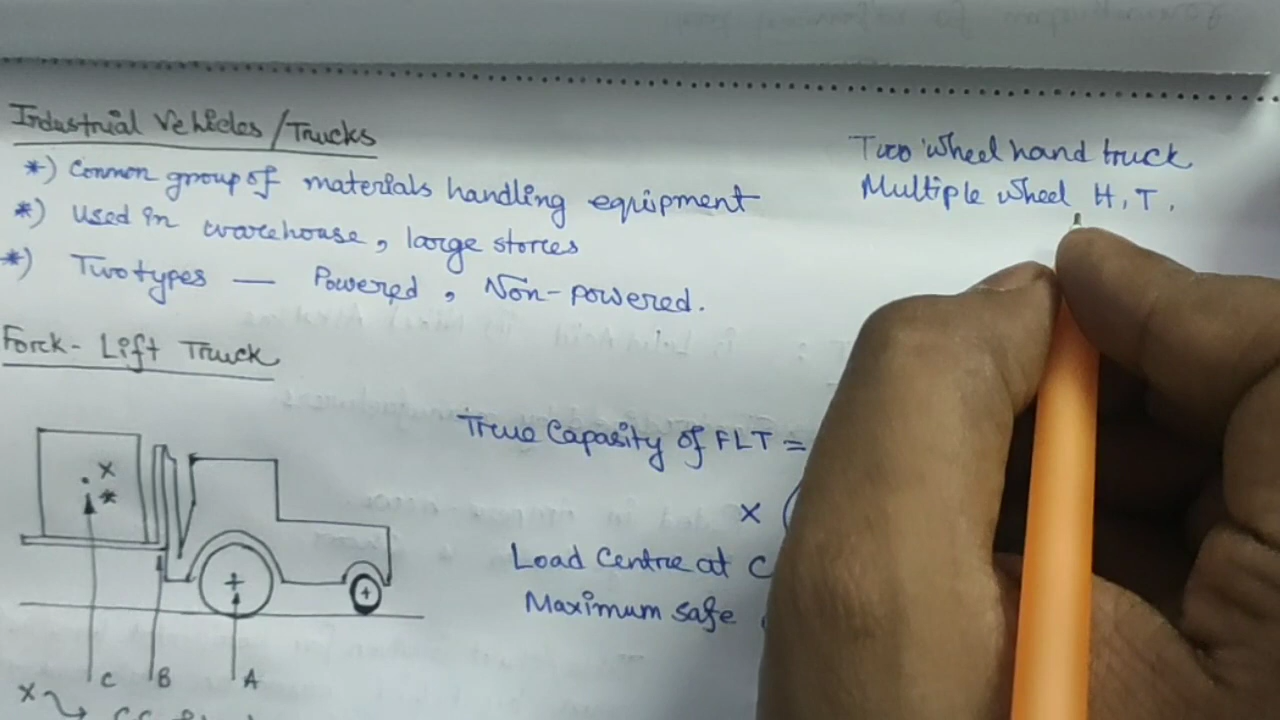 Industrial Vehicles/Trucks
*) Common group of materials handling equipment
*) Used in warehouse, large stores
*) Two types — Powered, Non-powered.
Two wheel hand truck
Multiple wheel H.T.
Fork-Lift Truck
True Capasity of FLT =
x (
Load Centre at C
Maximum safe
x
*
C B A
x